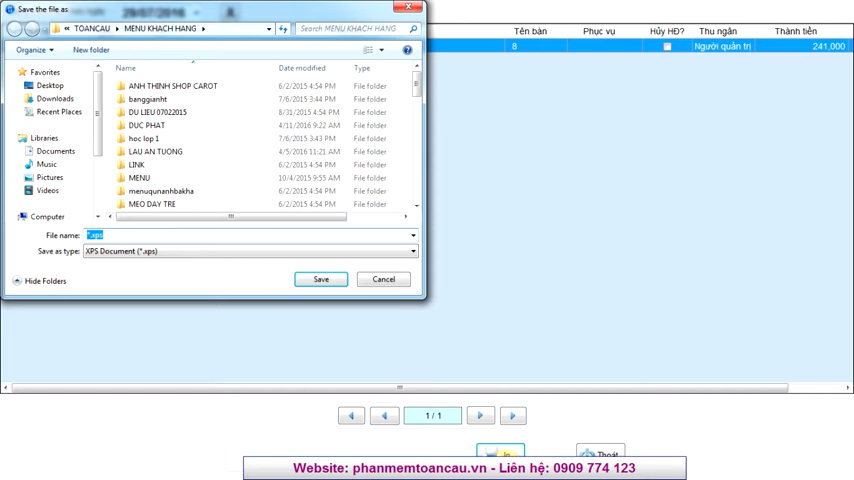 Save the file as
29/07/2016
« TOANCAU MENU KHACH HANG
Search MENU KHACH HANG
Organize New folder
Name Date modified Type
Favorites
Desktop
Downloads
Recent Places
Libraries
Documents
Music
Pictures
Videos
Computer
ANH THINH SHOP CAROT 6/2/2015 4:54 PM File folder
banggianht 7/6/2015 3:44 PM File folder
DU LIEU 07022015 8/31/2015 4:54 PM File folder
DUC PHAT 4/11/2016 9:22 AM File folder
hoc lop 1 7/6/2015 3:43 PM File folder
LAU AN TUONG 4/5/2016 11:21 AM File folder
LINK 6/2/2015 4:54 PM File folder
MENU 10/4/2015 9:55 AM File folder
menuqunanhbakha 6/2/2015 4:54 PM File folder
MEO DAY TRE 6/2/2015 4:54 PM File folder
File name: *.xps
Save as type: XPS Document (*.xps)
Hide Folders Save Cancel
Tên bàn Phục vụ Hủy HĐ? Thu ngân Thành tiền
8 Người quản trị 241,000
1 / 1
In Thoát
Website: phanmemtoancau.vn - Liên hệ: 0909 774 123